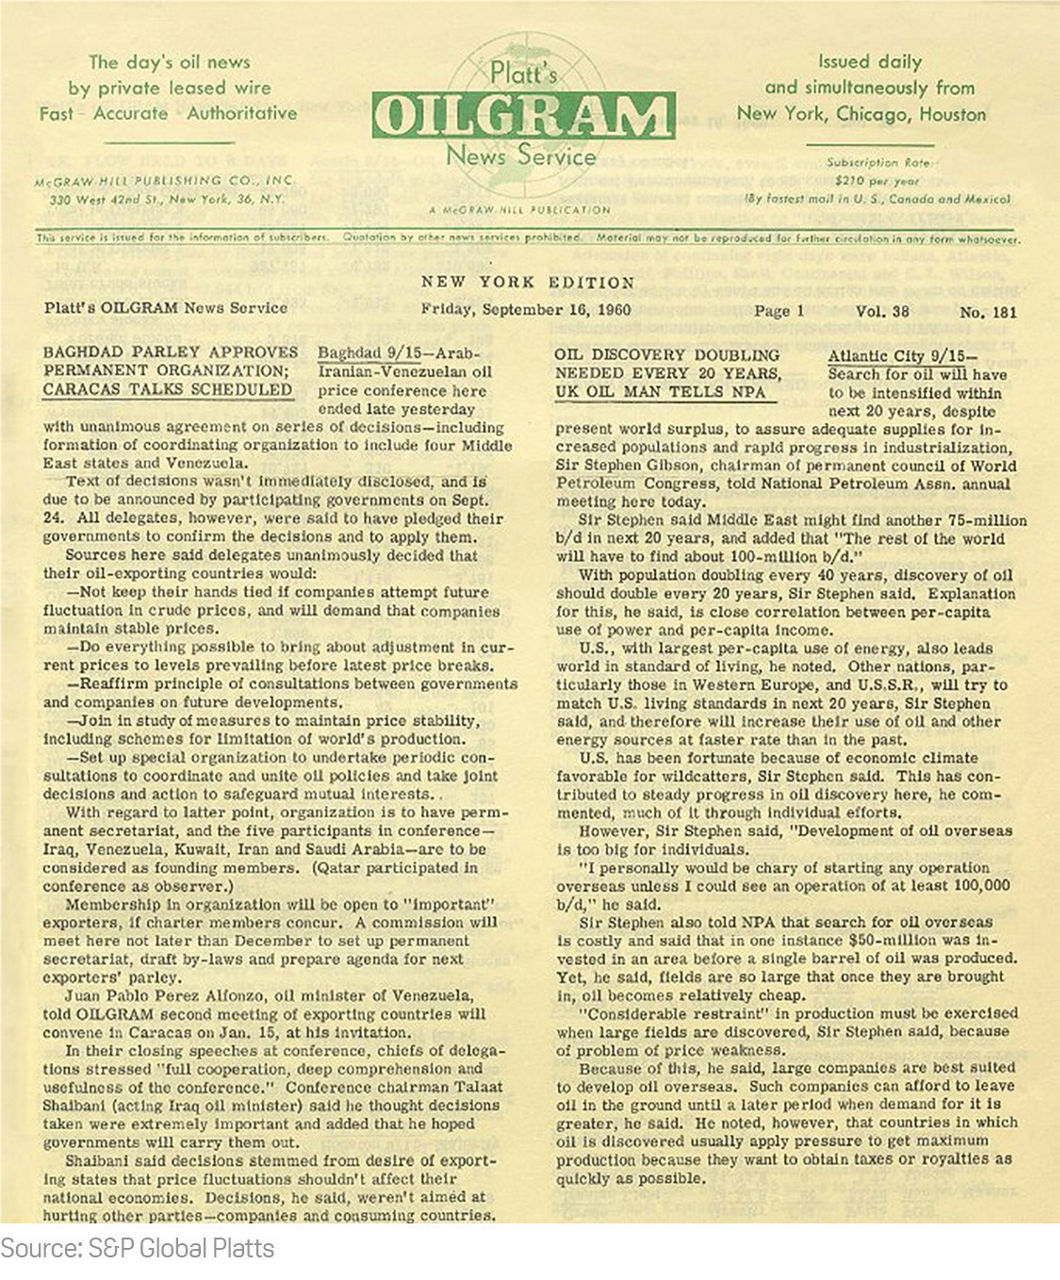 The day's oil news
by private leased wire
Fast - Accurate - Authoritative
McGRAW-HILL PUBLISHING CO., INC.
330 West 42nd St., New York, 36, N.Y.
Platt's
OILGRAM
News Service
A McGRAW-HILL PUBLICATION
Issued daily
and simultaneously from
New York, Chicago, Houston
Subscription Rate:
$210 per year
(By fastest mail in U. S., Canada and Mexico)
This service is issued for the information of subscribers. Quotation by other news services prohibited. Material may not be reproduced for further circulation in any form whatsoever.
NEW YORK EDITION
Platt's OILGRAM News Service Friday, September 16, 1960 Page 1 Vol. 38 No. 181
BAGHDAD PARLEY APPROVES
PERMANENT ORGANIZATION;
CARACAS TALKS SCHEDULED
Baghdad 9/15—Arab-
Iranian-Venezuelan oil
price conference here
ended late yesterday
with unanimous agreement on series of decisions—including
formation of coordinating organization to include four Middle
East states and Venezuela.
Text of decisions wasn't immediately disclosed, and is
due to be announced by participating governments on Sept.
24. All delegates, however, were said to have pledged their
governments to confirm the decisions and to apply them.
Sources here said delegates unanimously decided that
their oil-exporting countries would:
—Not keep their hands tied if companies attempt future
fluctuation in crude prices, and will demand that companies
maintain stable prices.
—Do everything possible to bring about adjustment in cur-
rent prices to levels prevailing before latest price breaks.
—Reaffirm principle of consultations between governments
and companies on future developments.
—Join in study of measures to maintain price stability,
including schemes for limitation of world's production.
—Set up special organization to undertake periodic con-
sultations to coordinate and unite oil policies and take joint
decisions and action to safeguard mutual interests. .
With regard to latter point, organization is to have perm-
anent secretariat, and the five participants in conference—
Iraq, Venezuela, Kuwait, Iran and Saudi Arabia—are to be
considered as founding members. (Qatar participated in
conference as observer.)
Membership in organization will be open to "important"
exporters, if charter members concur. A commission will
meet here not later than December to set up permanent
secretariat, draft by-laws and prepare agenda for next
exporters' parley.
Juan Pablo Perez Alfonzo, oil minister of Venezuela,
told OILGRAM second meeting of exporting countries will
convene in Caracas on Jan. 15, at his invitation.
In their closing speeches at conference, chiefs of delega-
tions stressed "full cooperation, deep comprehension and
usefulness of the conference." Conference chairman Talaat
Shaibani (acting Iraq oil minister) said he thought decisions
taken were extremely important and added that he hoped
governments will carry them out.
Shaibani said decisions stemmed from desire of export-
ing states that price fluctuations shouldn't affect their
national economies. Decisions, he said, weren't aimed at
hurting other parties—companies and consuming countries.
OIL DISCOVERY DOUBLING
NEEDED EVERY 20 YEARS,
UK OIL MAN TELLS NPA
Atlantic City 9/15—
Search for oil will have
to be intensified within
next 20 years, despite
present world surplus, to assure adequate supplies for in-
creased populations and rapid progress in industrialization,
Sir Stephen Gibson, chairman of permanent council of World
Petroleum Congress, told National Petroleum Assn. annual
meeting here today.
Sir Stephen said Middle East might find another 75-million
b/d in next 20 years, and added that "The rest of the world
will have to find about 100-million b/d."
With population doubling every 40 years, discovery of oil
should double every 20 years, Sir Stephen said. Explanation
for this, he said, is close correlation between per-capita
use of power and per-capita income.
U.S., with largest per-capita use of energy, also leads
world in standard of living, he noted. Other nations, par-
ticularly those in Western Europe, and U.S.S.R., will try to
match U.S. living standards in next 20 years, Sir Stephen
said, and therefore will increase their use of oil and other
energy sources at faster rate than in the past.
U.S. has been fortunate because of economic climate
favorable for wildcatters, Sir Stephen said. This has con-
tributed to steady progress in oil discovery here, he com-
mented, much of it through individual efforts.
However, Sir Stephen said, "Development of oil overseas
is too big for individuals.
"I personally would be chary of starting any operation
overseas unless I could see an operation of at least 100,000
b/d," he said.
Sir Stephen also told NPA that search for oil overseas
is costly and said that in one instance $50-million was in-
vested in an area before a single barrel of oil was produced.
Yet, he said, fields are so large that once they are brought
in, oil becomes relatively cheap.
"Considerable restraint" in production must be exercised
when large fields are discovered, Sir Stephen said, because
of problem of price weakness.
Because of this, he said, large companies are best suited
to develop oil overseas. Such companies can afford to leave
oil in the ground until a later period when demand for it is
greater, he said. He noted, however, that countries in which
oil is discovered usually apply pressure to get maximum
production because they want to obtain taxes or royalties as
quickly as possible.
Source: S&P Global Platts